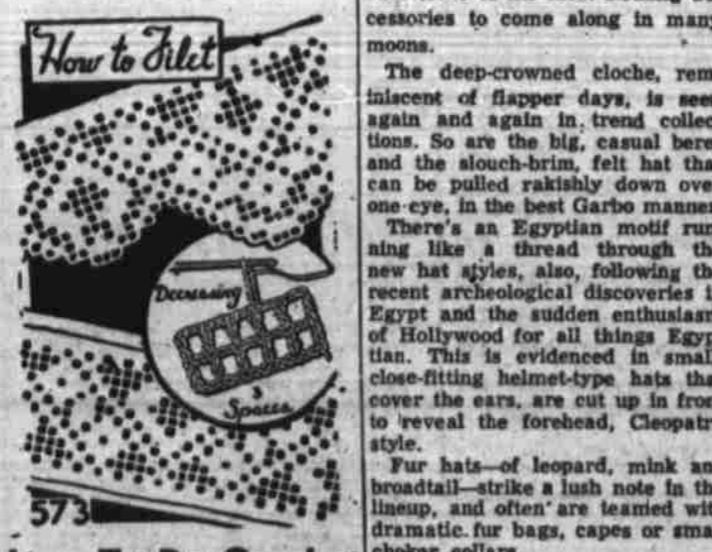 How to Filet
Decreasing
Spaces
573
cessories to come along in many
moons.
The deep-crowned cloche, rem
iniscent of flapper days, is seen
again and again in trend collec
tions. So are the big, casual bere
and the slouch-brim, felt hat tha
can be pulled rakishly down ove
one eye, in the best Garbo manner
There's an Egyptian motif run
ning like a thread through th
new hat styles, also, following th
recent archeological discoveries i
Egypt and the sudden enthusiasm
of Hollywood for all things Egyp
tian. This is evidenced in small
close-fitting helmet-type hats tha
cover the ears, are cut up in fron
to reveal the forehead, Cleopatr
style.
Fur hats—of leopard, mink an
broadtail—strike a lush note in th
lineup, and often are teamed wit
dramatic fur bags, capes or smal
choker collars